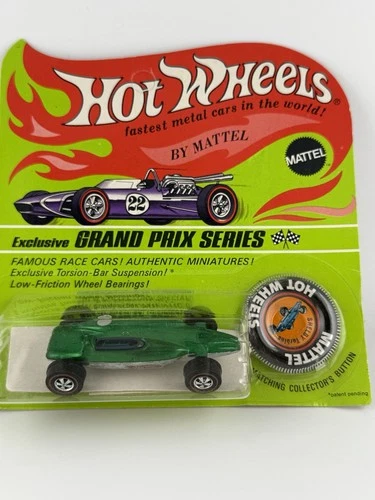 HOT WHEELS®
fastest metal cars in the world!
BY MATTEL
MATTEL
22
Exclusive GRAND PRIX SERIES
FAMOUS RACE CARS! AUTHENTIC MINIATURES!
Exclusive Torsion-Bar Suspension!*
Low-Friction Wheel Bearings!
HOT WHEELS
MATTEL
MATCHING COLLECTOR'S BUTTON
*patent pending